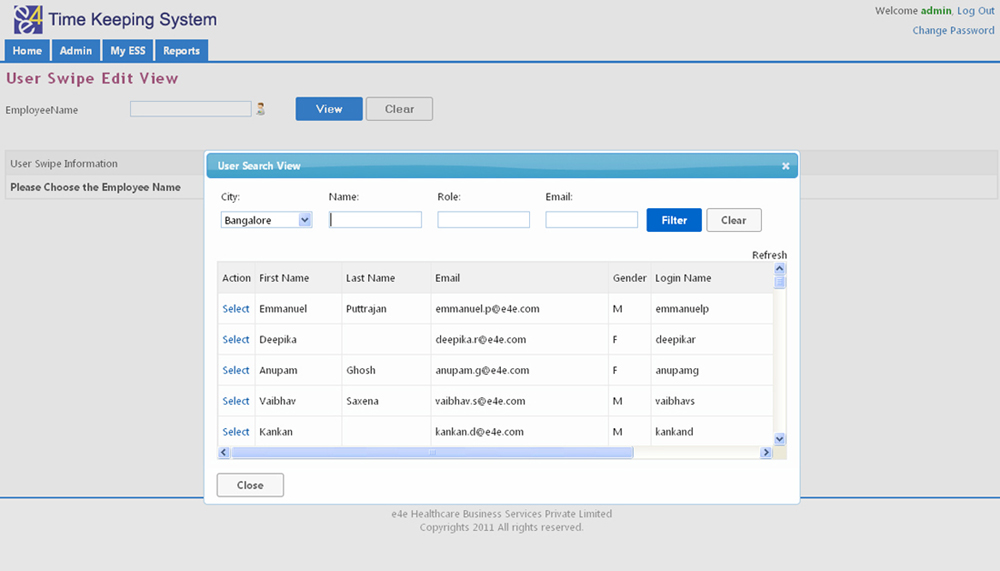 e4e Time Keeping System
Welcome admin, Log Out
Change Password
Home Admin My ESS Reports
User Swipe Edit View
EmployeeName View Clear
User Swipe Information
Please Choose the Employee Name
User Search View x
City: Name: Role: Email:
Bangalore Filter Clear
Refresh
Action First Name Last Name Email Gender Login Name
Select Emmanuel Puttrajan emmanuel.p@e4e.com M emmanuelp
Select Deepika deepika.r@e4e.com F deepikar
Select Anupam Ghosh anupam.g@e4e.com F anupamg
Select Vaibhav Saxena vaibhav.s@e4e.com M vaibhavs
Select Kankan kankan.d@e4e.com M kankand
Close
e4e Healthcare Business Services Private Limited
Copyrights 2011 All rights reserved.